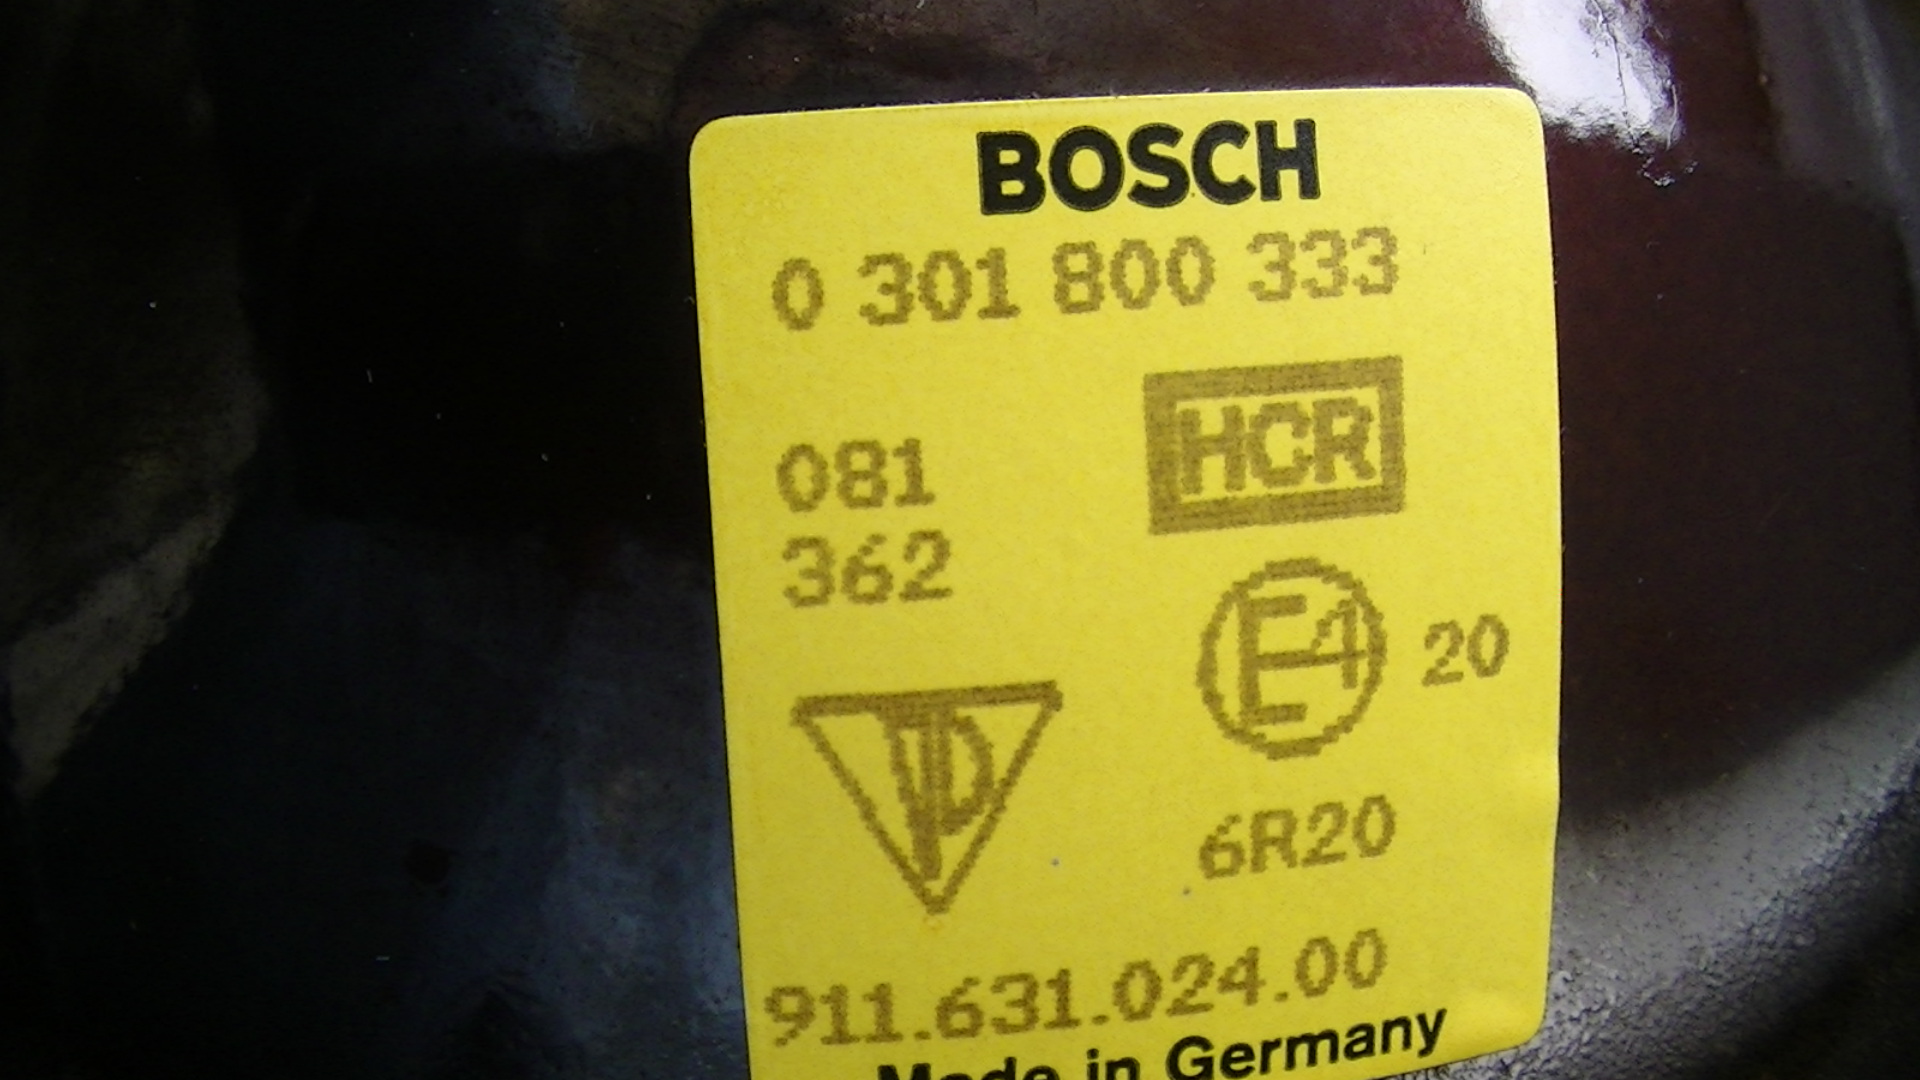 BOSCH
0 301 800 333
HCR
081
362
E4 20
6R20
911.631.024.00
Made in Germany